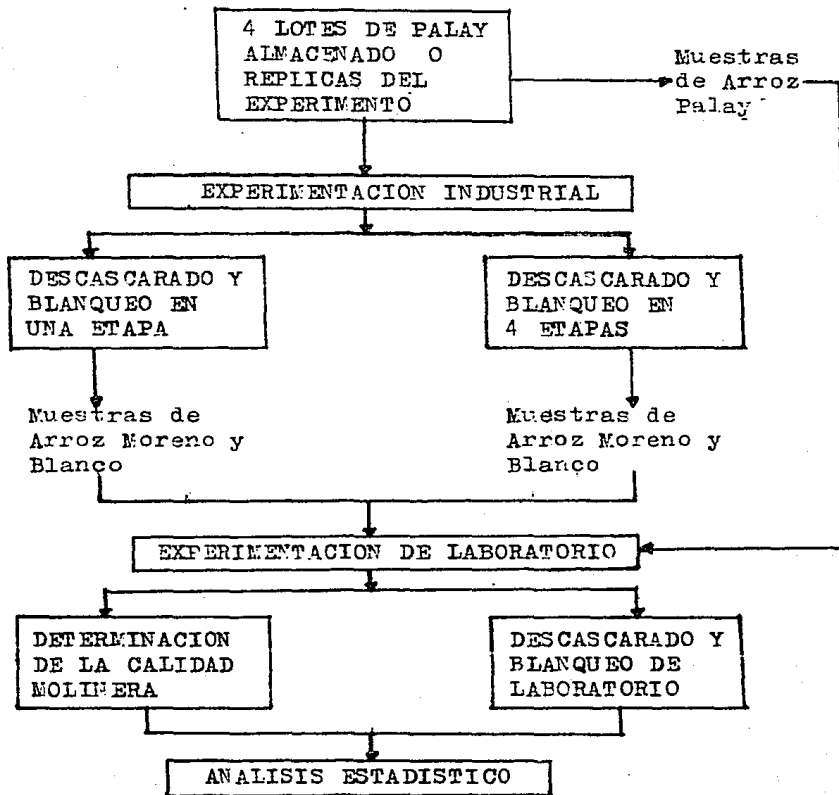 4 LOTES DE PALAY
ALMACENADO O
REPLICAS DEL
EXPERIMENTO
Muestras
de Arroz
Palay
EXPERIMENTACION INDUSTRIAL
DESCASCARADO Y
BLANQUEO EN
UNA ETAPA
DESCASCARADO Y
BLANQUEO EN
4 ETAPAS
Muestras de
Arroz Moreno y
Blanco
Muestras de
Arroz Moreno y
Blanco
EXPERIMENTACION DE LABORATORIO
DETERMINACION
DE LA CALIDAD
MOLINERA
DESCASCARADO Y
BLANQUEO DE
LABORATORIO
ANALISIS ESTADISTICO